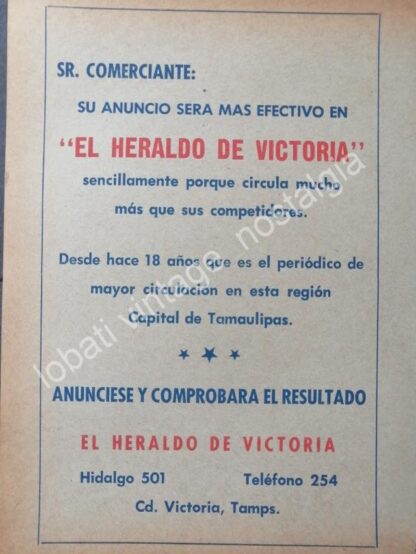 SR. COMERCIANTE:
SU ANUNCIO SERA MAS EFECTIVO EN
"EL HERALDO DE VICTORIA"
sencillamente porque circula mucho
más que sus competidores.
Desde hace 18 años que es el periódico de
mayor circulación en esta región
Capital de Tamaulipas.
ANUNCIESE Y COMPROBARA EL RESULTADO
EL HERALDO DE VICTORIA
Hidalgo 501 Teléfono 254
Cd. Victoria, Tamps.
lobati vintage nostalgia